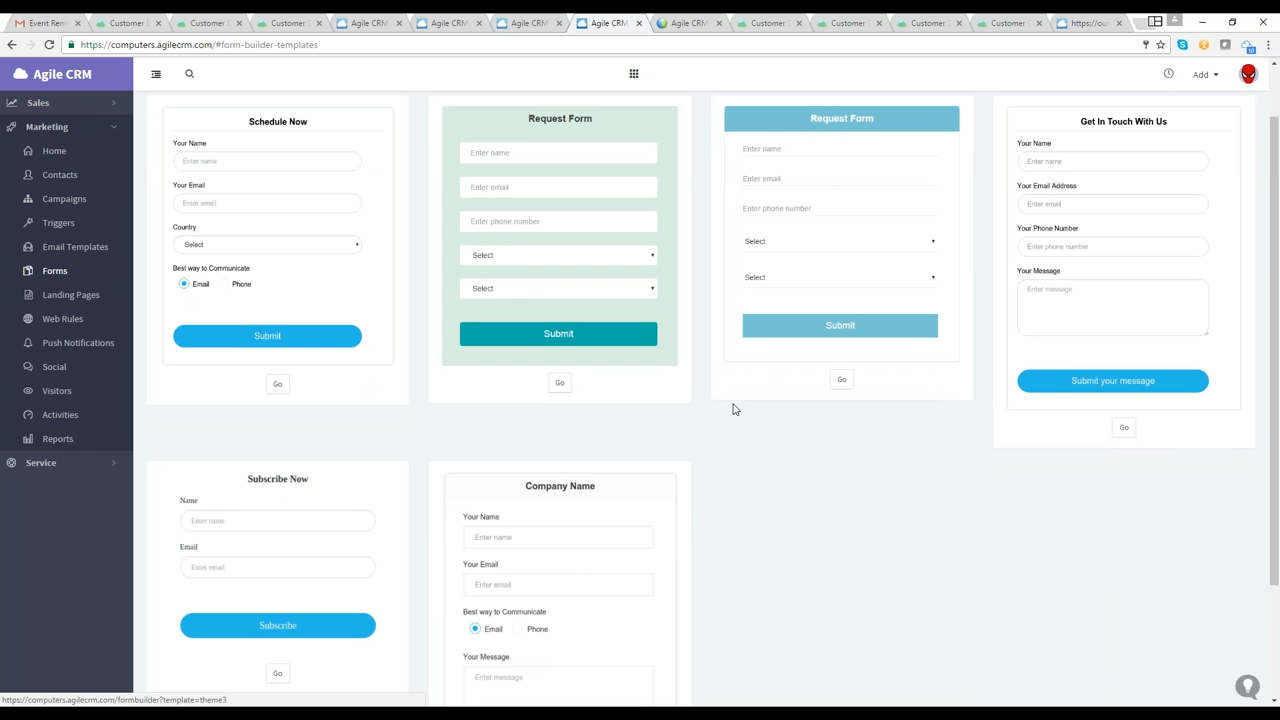 Event Rem
Customer
Customer
Customer
Agile CRM
Agile CRM
Agile CRM
Agile CRM
Agile CRM
Customer
Customer
Customer
Customer
https://our
https://computers.agilecrm.com/#form-builder-templates
Agile CRM
Add
Sales
Marketing
Home
Contacts
Campaigns
Triggers
Email Templates
Forms
Landing Pages
Web Rules
Push Notifications
Social
Visitors
Activities
Reports
Service
Schedule Now
Your Name
Enter name
Your Email
Enter email
Country
Select
Best way to Communicate
Email Phone
Submit
Go
Request Form
Enter name
Enter email
Enter phone number
Select
Select
Submit
Go
Request Form
Enter name
Enter email
Enter phone number
Select
Select
Submit
Go
Get In Touch With Us
Your Name
Enter name
Your Email Address
Enter email
Your Phone Number
Enter phone number
Your Message
Enter message
Submit your message
Go
Subscribe Now
Name
Enter name
Email
Enter email
Subscribe
Go
Company Name
Your Name
Enter name
Your Email
Enter email
Best way to Communicate
Email Phone
Your Message
Enter message
https://computers.agilecrm.com/formbuilder?template=theme3